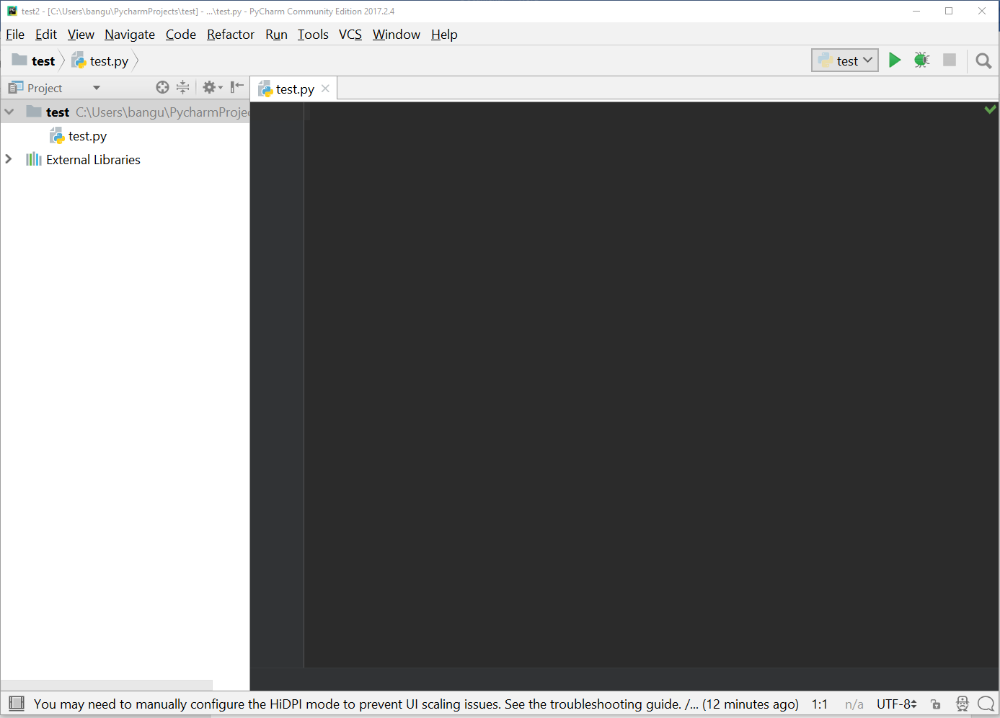 test2 - [C:\Users\bangu\PycharmProjects\test] - ...\test.py - PyCharm Community Edition 2017.2.4
File Edit View Navigate Code Refactor Run Tools VCS Window Help
test test.py test
Project test.py
test C:\Users\bangu\PycharmProje
test.py
External Libraries
You may need to manually configure the HiDPI mode to prevent UI scaling issues. See the troubleshooting guide. /... (12 minutes ago) 1:1 n/a UTF-8